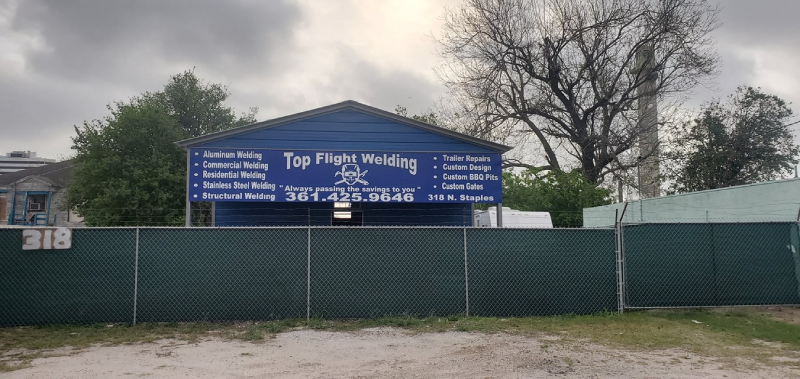 • Aluminum Welding
• Commercial Welding
• Residential Welding
• Stainless Steel Welding
• Structural Welding
Top Flight Welding
"Always passing the savings to you"
361.425.9646
• Trailer Repairs
• Custom Design
• Custom BBQ Pits
• Custom Gates
318 N. Staples
318